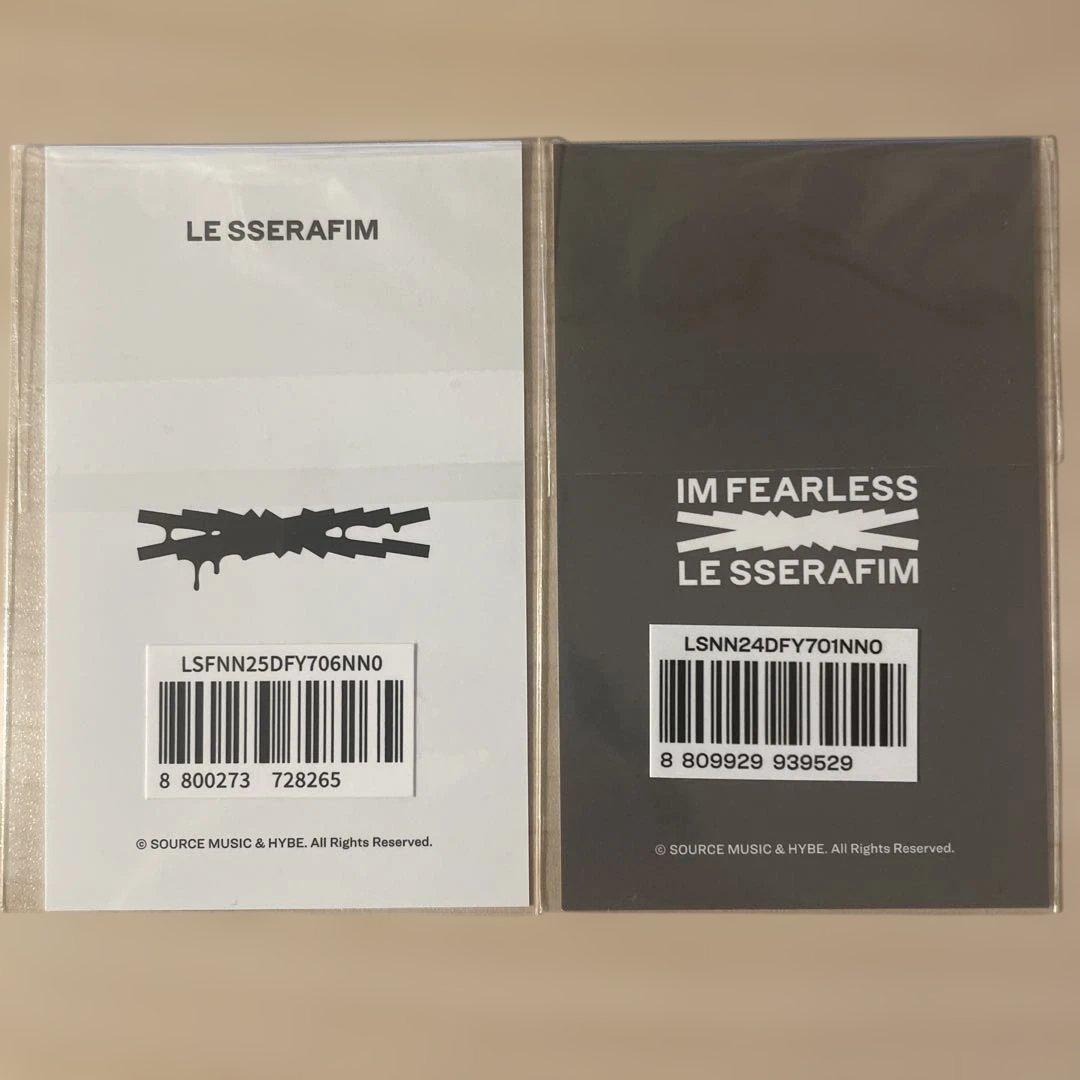 LE SSERAFIM
LSFNN25DFY706NN0
8 800273 728265
© SOURCE MUSIC & HYBE. All Rights Reserved.
IM FEARLESS
LE SSERAFIM
LSNN24DFY701NN0
8 809929 939529
© SOURCE MUSIC & HYBE. All Rights Reserved.